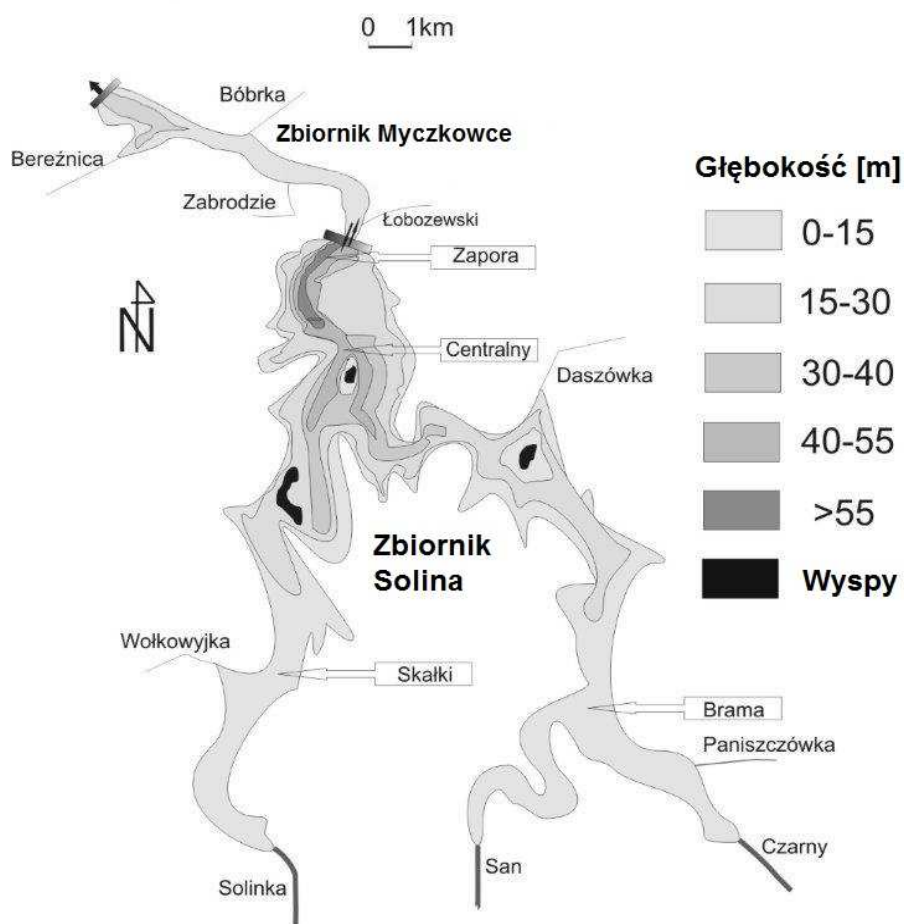 0 1km
Bóbrka
Zbiornik Myczkowce
Bereźnica
Zabrodzie
Łobozewski
Zapora
N
Centralny
Daszówka
Zbiornik
Solina
Wołkowyjka
Skałki
Brama
Paniszczówka
Czarny
San
Solinka
Głębokość [m]
0-15
15-30
30-40
40-55
>55
Wyspy